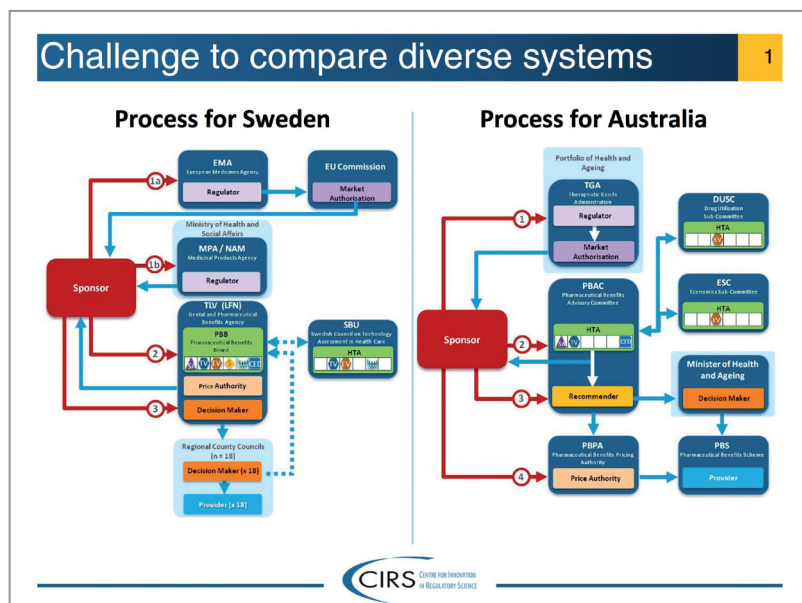 Challenge to compare diverse systems
1
Process for Sweden
EMA
European Medicines Agency
Regulator
EU Commission
Market
Authorisation
1a
Ministry of Health and
Social Affairs
MPA / NAM
Medicinal Products Agency
Regulator
1b
Sponsor
TLV (LFN)
Dental and Pharmaceutical
Benefits Agency
PBB
Pharmaceutical Benefits
Board
2
Price Authority
3
Decision Maker
SBU
Swedish Council on Technology
Assessment in Health Care
HTA
Regional County Councils
(n = 18)
Decision Maker (x 18)
Provider (x 18)
Process for Australia
Portfolio of Health and
Ageing
TGA
Therapeutic Goods
Administration
Regulator
Market
Authorisation
1
DUSC
Drug Utilisation
Sub-Committee
HTA
ESC
Economics Sub-Committee
HTA
PBAC
Pharmaceutical Benefits
Advisory Committee
HTA
Sponsor
2
3
Recommender
Minister of Health
and Ageing
Decision Maker
PBPA
Pharmaceutical Benefits Pricing
Authority
4
Price Authority
PBS
Pharmaceutical Benefits Scheme
Provider
CIRS
CENTRE FOR INNOVATION
IN REGULATORY SCIENCE